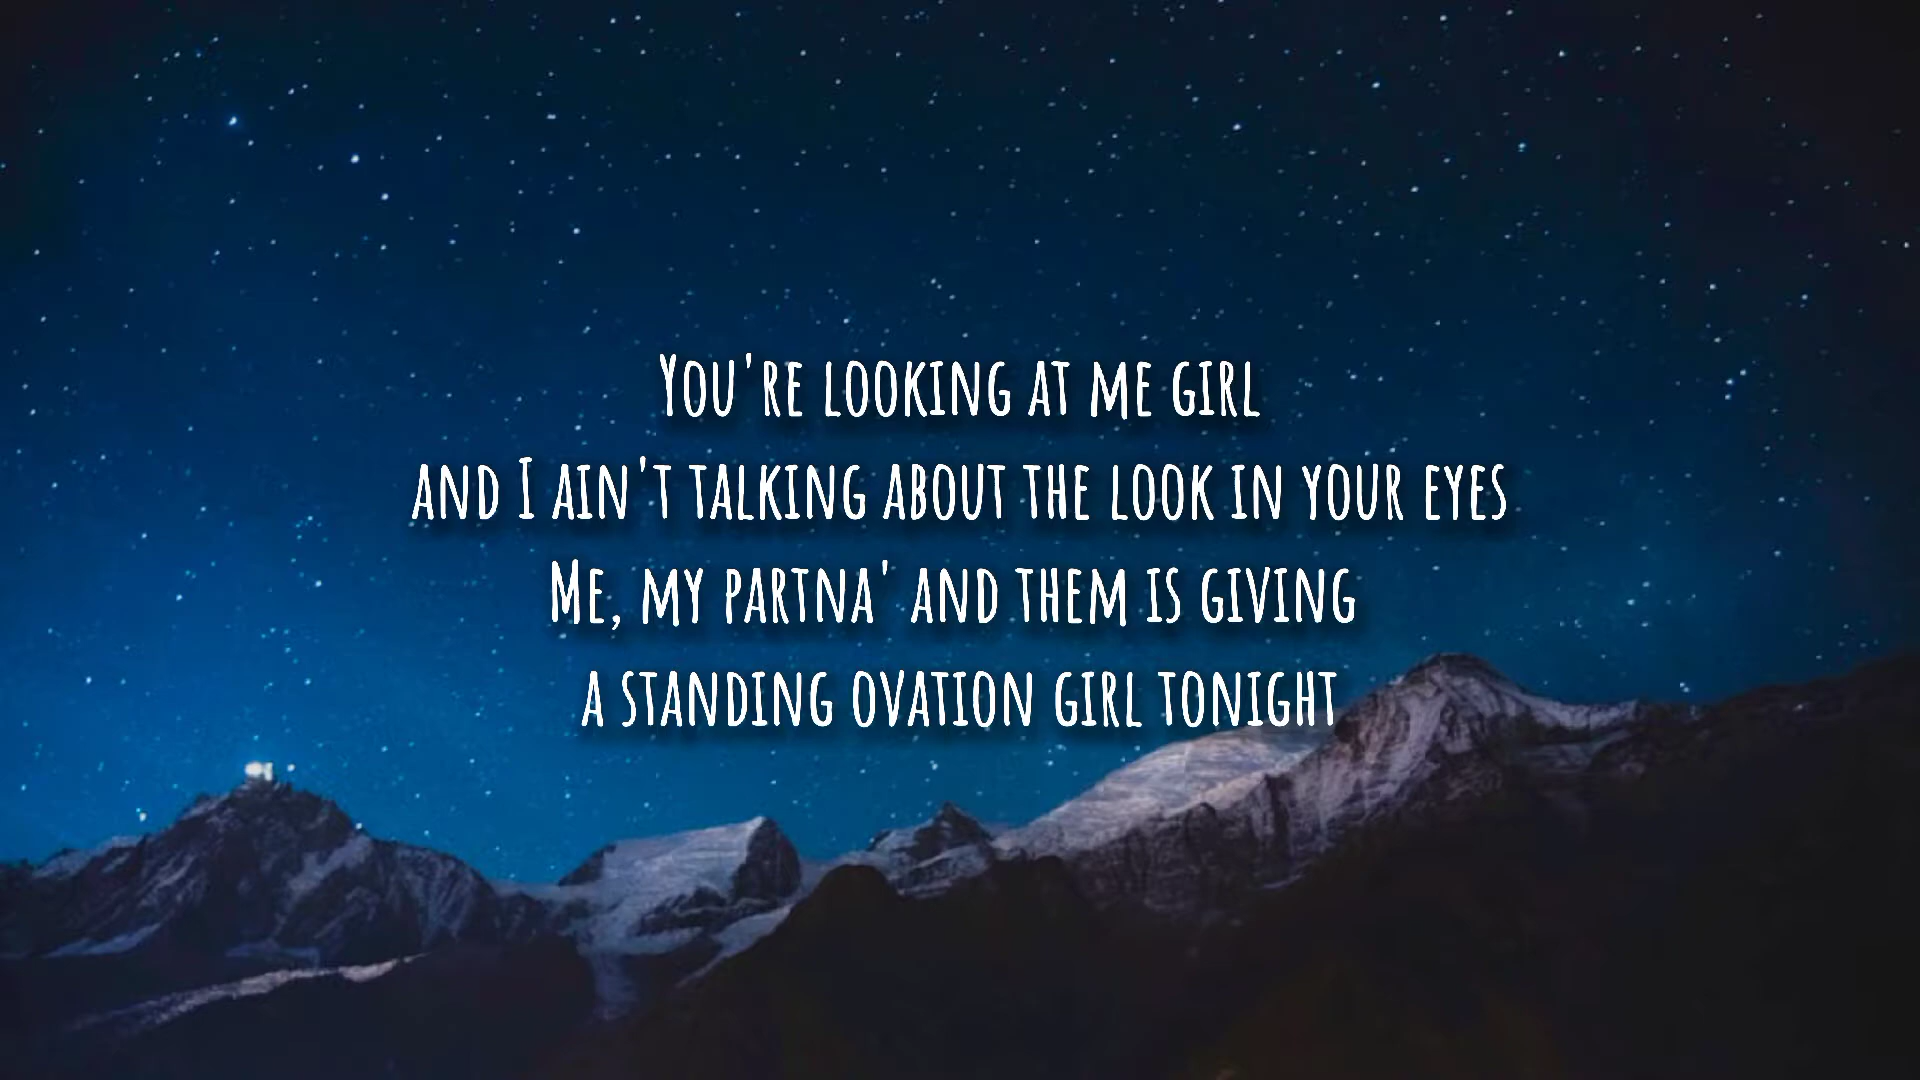 You're looking at me girl
and I ain't talking about the look in your eyes
Me, my partna' and them is giving
a standing ovation girl tonight